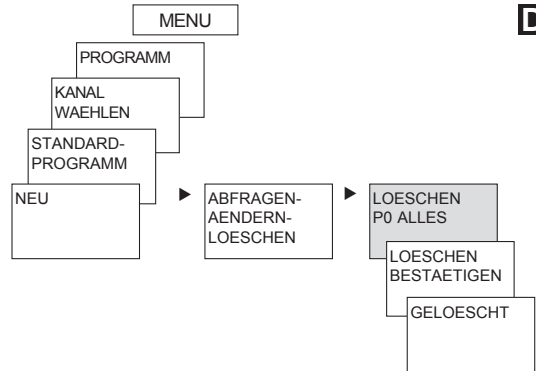 MENU
D
PROGRAMM
KANAL
WAEHLEN
STANDARD-
PROGRAMM
NEU
ABFRAGEN-
AENDERN-
LOESCHEN
LOESCHEN
P0 ALLES
LOESCHEN
BESTAETIGEN
GELOESCHT